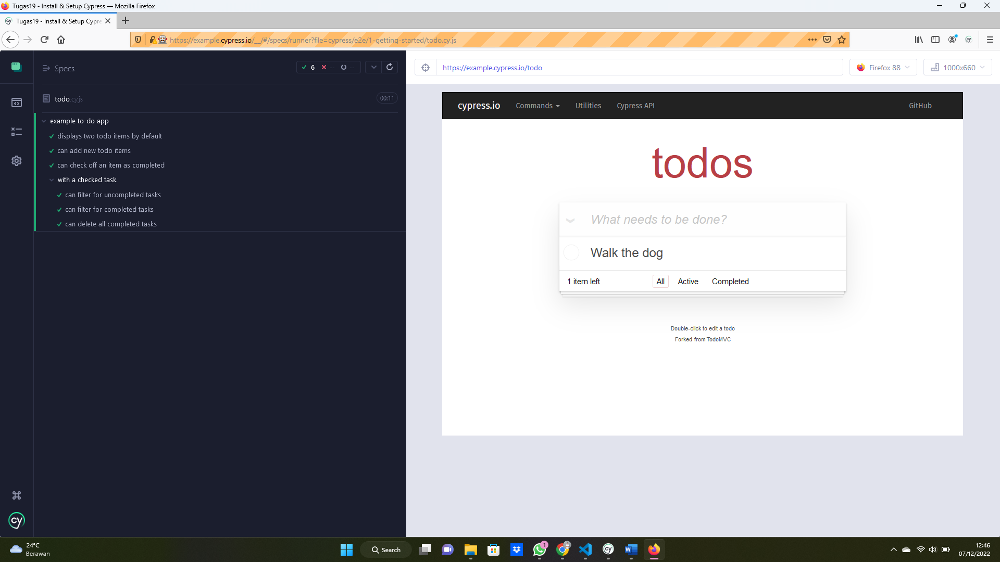 Tugas19 - Install & Setup Cypress — Mozilla Firefox
Tugas19 - Install & Setup Cypre
https://example.cypress.io/__/#/specs/runner?file=cypress/e2e/1-getting-started/todo.cy.js
Specs
6 -- --
todo.cy.js
00:11
example to-do app
displays two todo items by default
can add new todo items
can check off an item as completed
with a checked task
can filter for uncompleted tasks
can filter for completed tasks
can delete all completed tasks
https://example.cypress.io/todo
Firefox 88
1000x660
cypress.io Commands Utilities Cypress API GitHub
todos
What needs to be done?
Walk the dog
1 item left All Active Completed
Double-click to edit a todo
Forked from TodoMVC
cy
24°C
Berawan
Search
1
12:46
07/12/2022